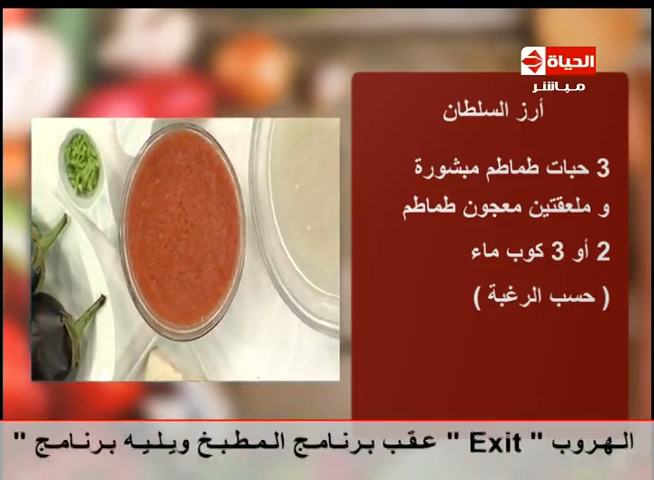 الحياة
مباشر
أرز السلطان
3 حبات طماطم مبشورة
و ملعقتين معجون طماطم
2 أو 3 كوب ماء
( حسب الرغبة )
الهروب " Exit " عقب برنامج المطبخ ويليه برنامج "